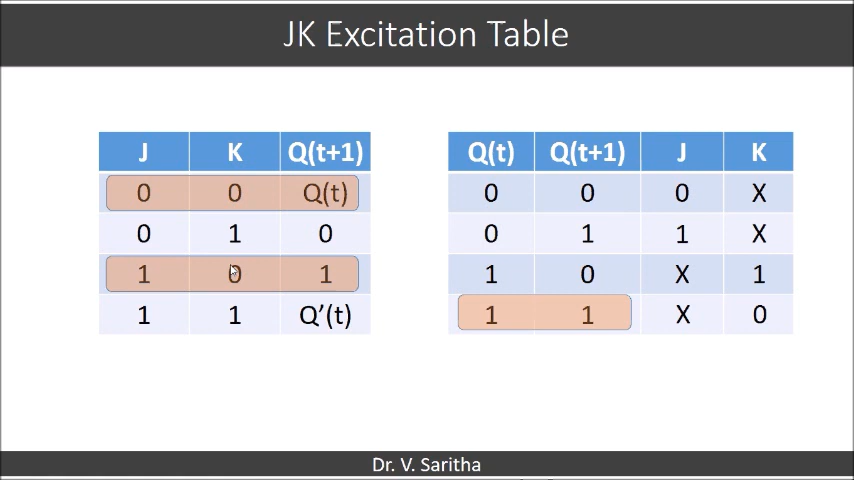 JK Excitation Table
J K Q(t+1)
0 0 Q(t)
0 1 0
1 0 1
1 1 Q’(t)
Q(t) Q(t+1) J K
0 0 0 X
0 1 1 X
1 0 X 1
1 1 X 0
Dr. V. Saritha